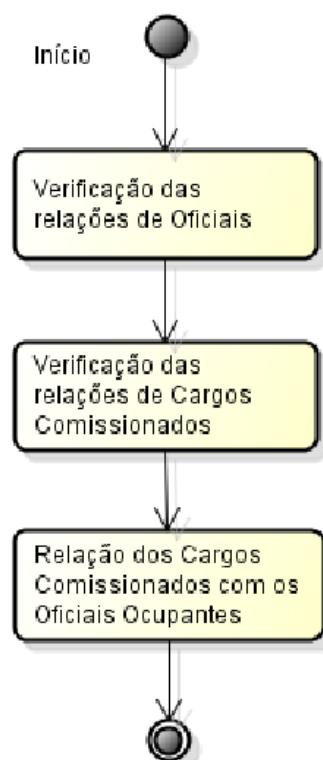 Início
Verificação das
relações de Oficiais
Verificação das
relações de Cargos
Comissionados
Relação dos Cargos
Comissionados com os
Oficiais Ocupantes